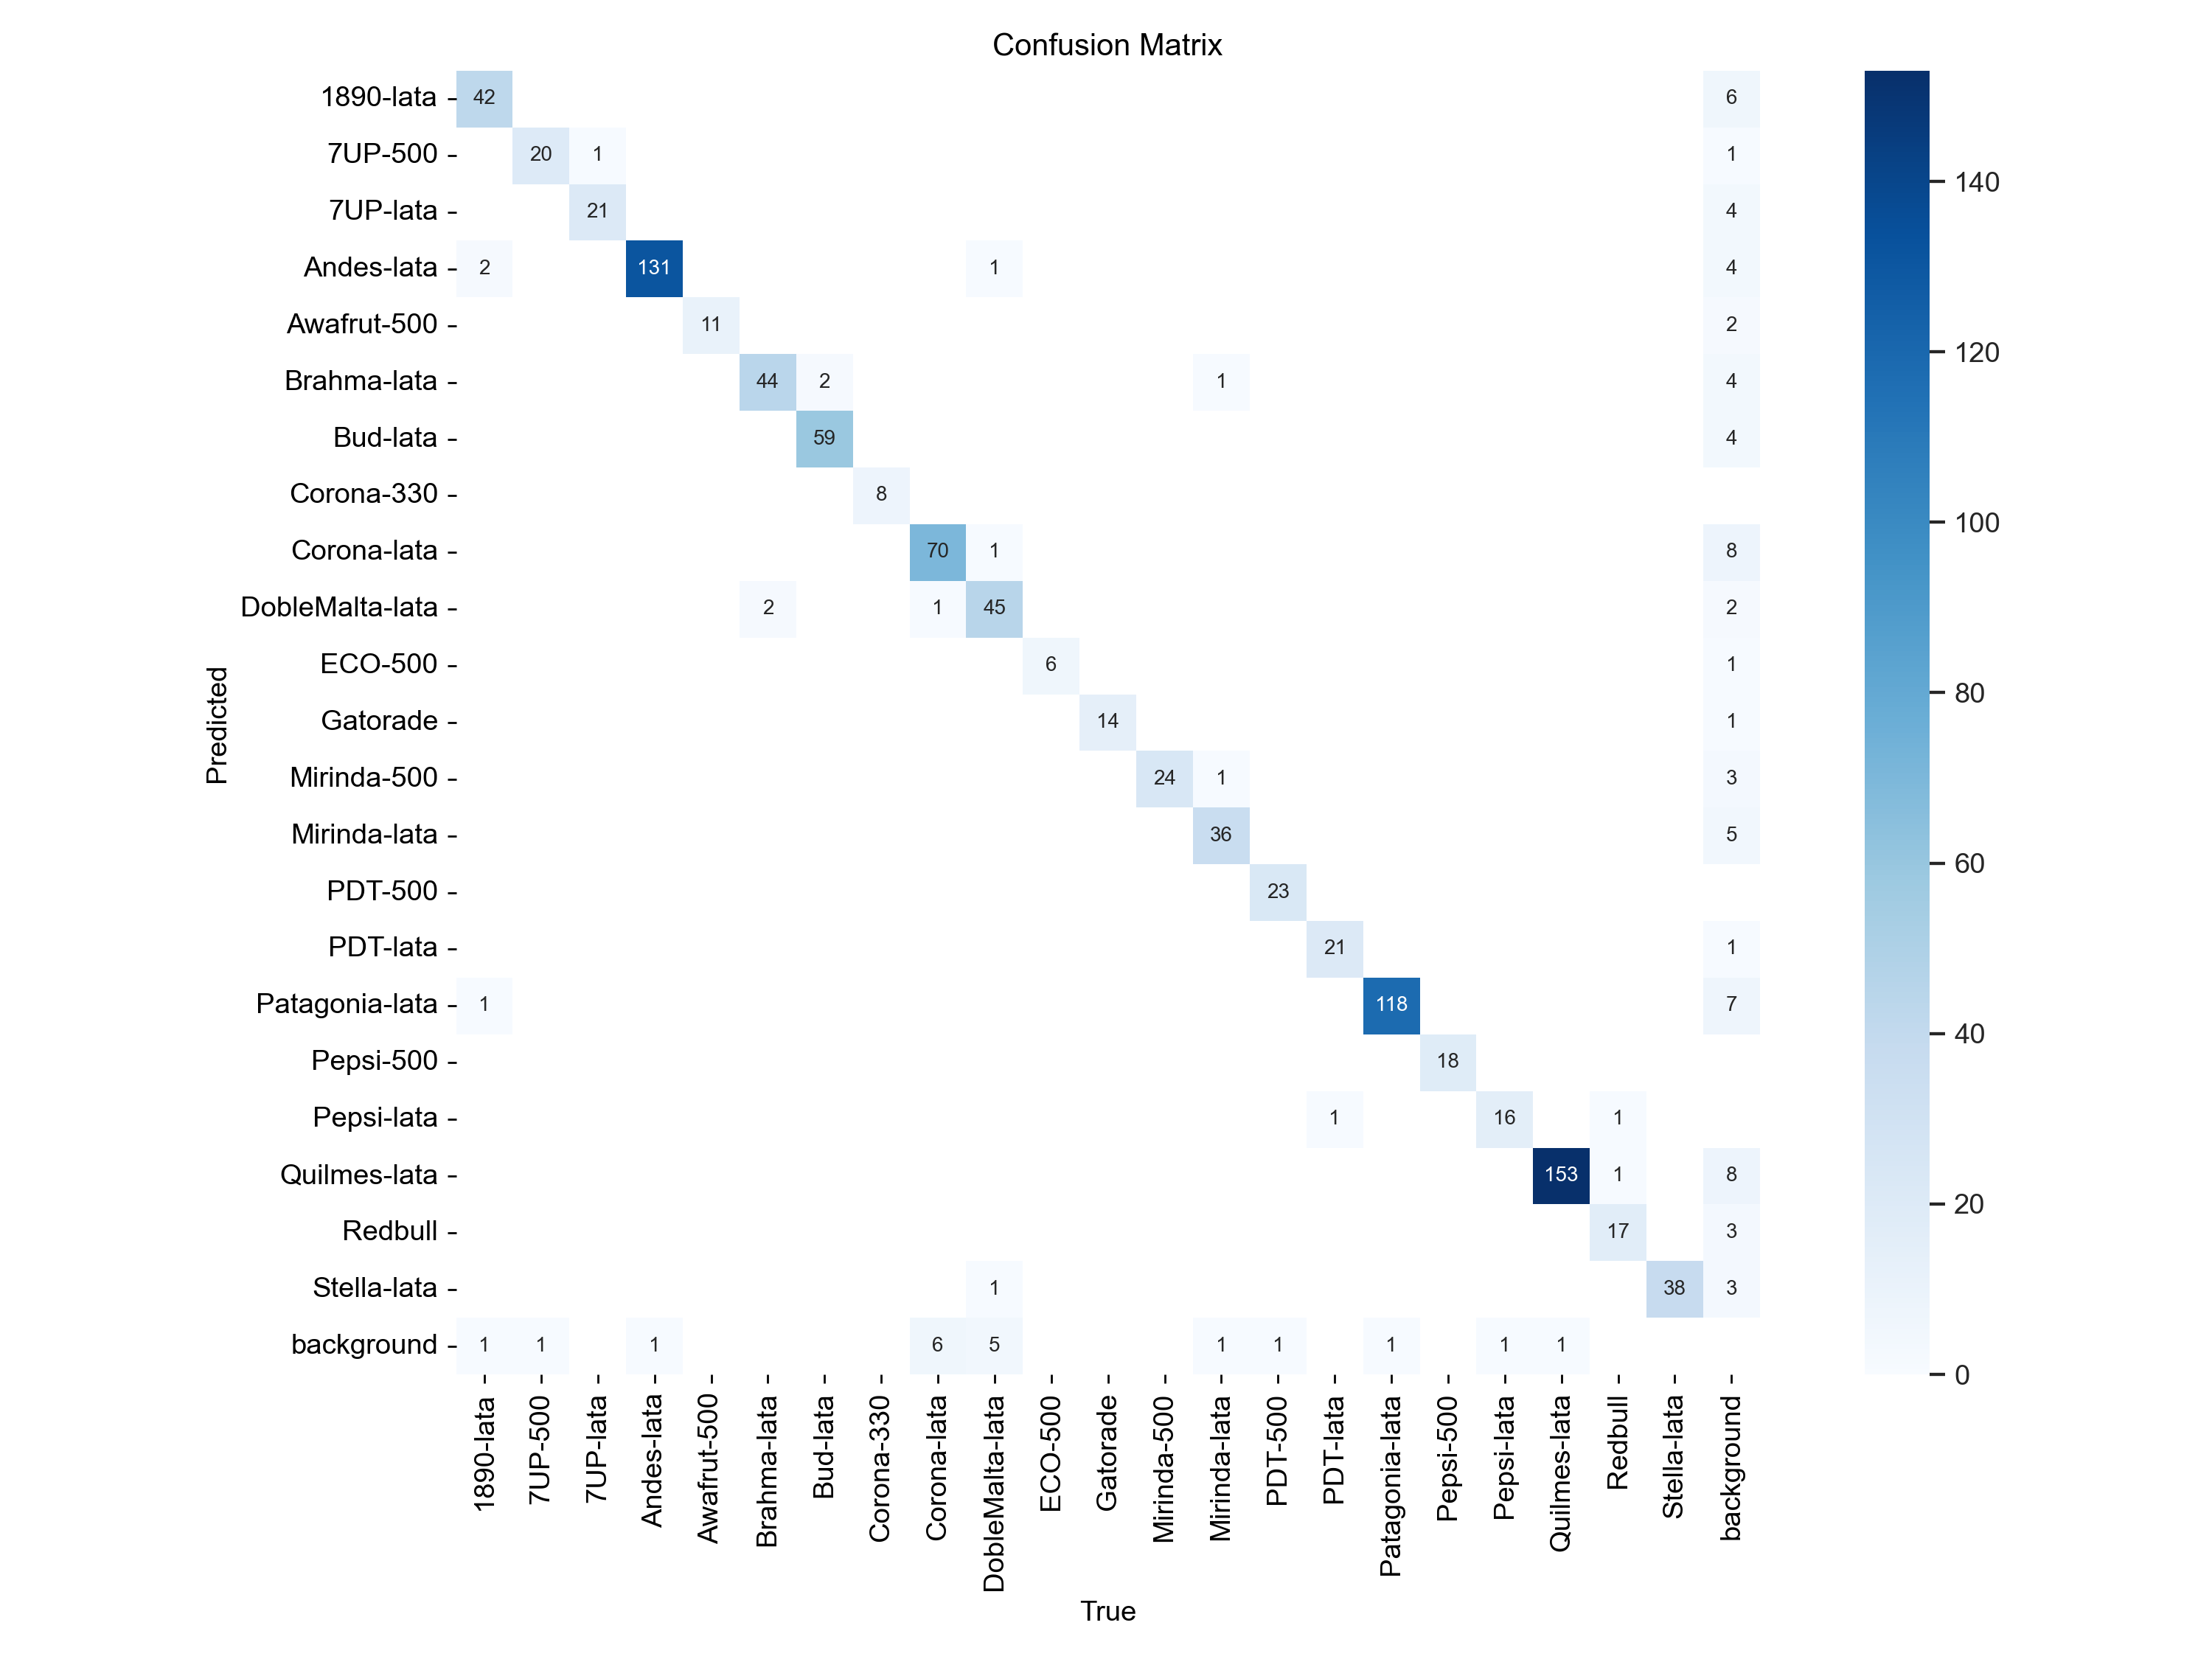 Confusion Matrix
1890-lata 42 6
7UP-500 20 1 1
7UP-lata 21 4
Andes-lata 2 131 1 4
Awafrut-500 11 2
Brahma-lata 44 2 1 4
Bud-lata 59 4
Corona-330 8
Corona-lata 70 1 8
DobleMalta-lata 2 1 45 2
ECO-500 6 1
Gatorade 14 1
Mirinda-500 24 1 3
Mirinda-lata 36 5
PDT-500 23
PDT-lata 21 1
Patagonia-lata 1 118 7
Pepsi-500 18
Pepsi-lata 1 16 1
Quilmes-lata 153 1 8
Redbull 17 3
Stella-lata 1 38 3
background 1 1 1 6 5 1 1 1 1 1
Predicted
1890-lata
7UP-500
7UP-lata
Andes-lata
Awafrut-500
Brahma-lata
Bud-lata
Corona-330
Corona-lata
DobleMalta-lata
ECO-500
Gatorade
Mirinda-500
Mirinda-lata
PDT-500
PDT-lata
Patagonia-lata
Pepsi-500
Pepsi-lata
Quilmes-lata
Redbull
Stella-lata
background
True
140
120
100
80
60
40
20
0